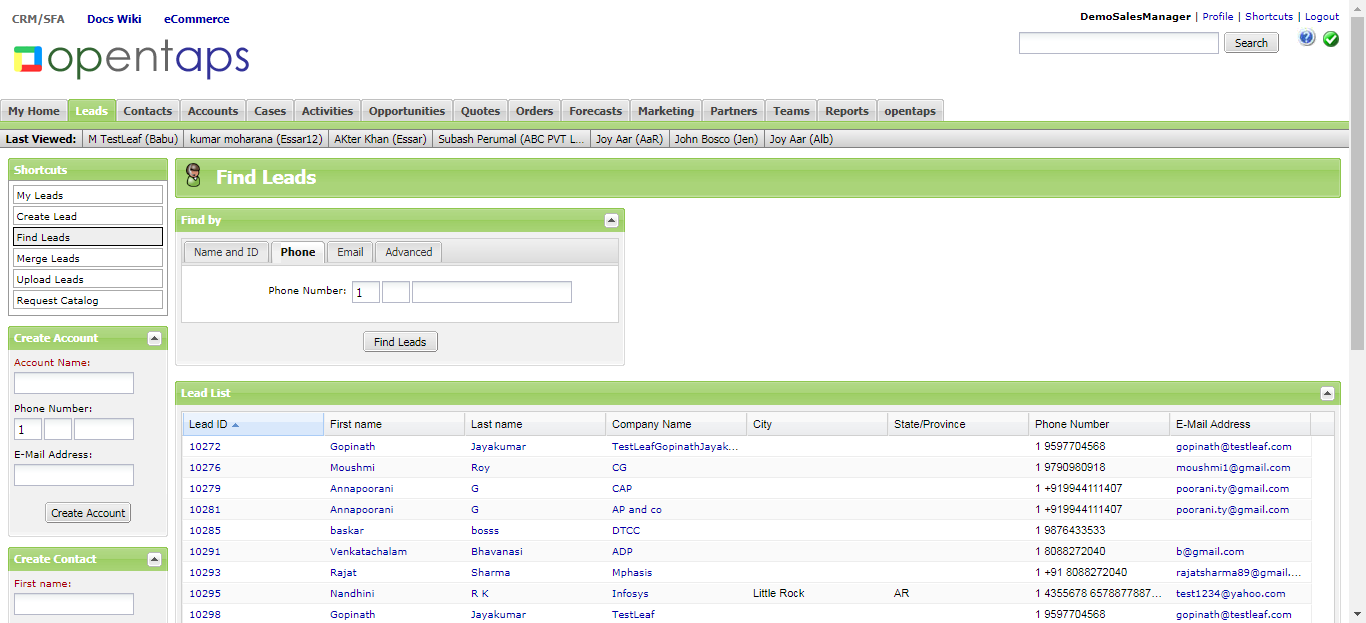 CRM/SFA Docs Wiki eCommerce
DemoSalesManager | Profile | Shortcuts | Logout
opentaps
Search
My Home Leads Contacts Accounts Cases Activities Opportunities Quotes Orders Forecasts Marketing Partners Teams Reports opentaps
Last Viewed: M TestLeaf (Babu) kumar moharana (Essar12) AKter Khan (Essar) Subash Perumal (ABC PVT L... Joy Aar (AaR) John Bosco (Jen) Joy Aar (Alb)
Shortcuts
My Leads
Create Lead
Find Leads
Merge Leads
Upload Leads
Request Catalog
Create Account
Account Name:
Phone Number:
1
E-Mail Address:
Create Account
Create Contact
First name:
Find Leads
Find by
Name and ID Phone Email Advanced
Phone Number: 1
Find Leads
Lead List
Lead ID First name Last name Company Name City State/Province Phone Number E-Mail Address
10272 Gopinath Jayakumar TestLeafGopinathJayak... 1 9597704568 gopinath@testleaf.com
10276 Moushmi Roy CG 1 9790980918 moushmi1@gmail.com
10279 Annapoorani G CAP 1 +919944111407 poorani.ty@gmail.com
10281 Annapoorani G AP and co 1 +919944111407 poorani.ty@gmail.com
10285 baskar bosss DTCC 1 9876433533
10291 Venkatachalam Bhavanasi ADP 1 8088272040 b@gmail.com
10293 Rajat Sharma Mphasis 1 +91 8088272040 rajatsharma89@gmail....
10295 Nandhini R K Infosys Little Rock AR 1 4355678 6578877887... test1234@yahoo.com
10298 Gopinath Jayakumar TestLeaf 1 9597704568 gopinath@testleaf.com